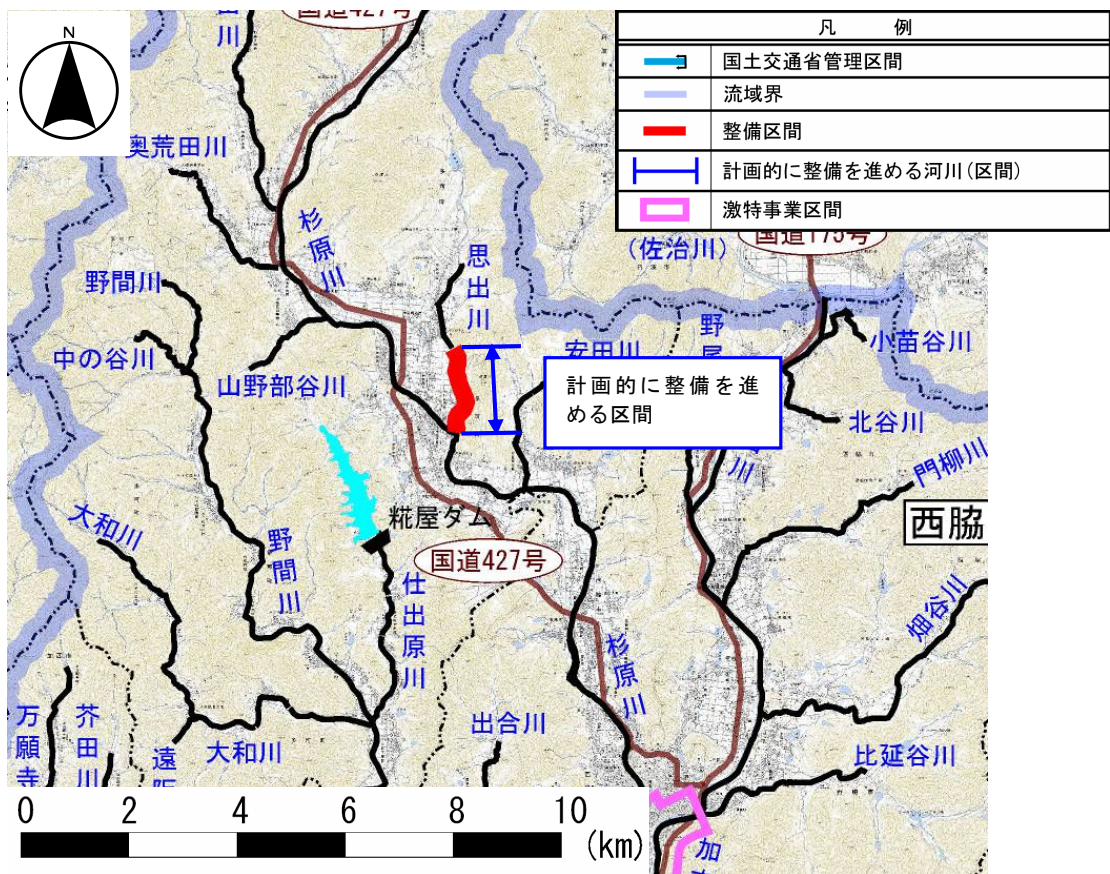 国道427号
凡 例
国土交通省管理区間
流域界
整備区間
計画的に整備を進める河川(区間)
激特事業区間
N
奥荒田川
杉原川
野間川
中の谷川
山野部谷川
思出川
(佐治川)
国道175号
安田川
小苗谷川
北谷川
門柳川
計画的に整備を進
める区間
西脇
糀屋ダム
国道427号
大和川
野間川
仕出原川
畑谷川
杉原川
出合川
比延谷川
芥田川
大和川
0 2 4 6 8 10
(km)